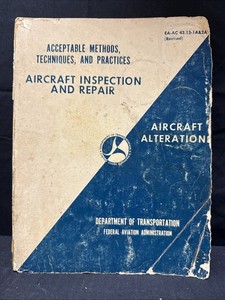 EA-AC 43.13-1A&2A
(Revised)
ACCEPTABLE METHODS,
TECHNIQUES, AND PRACTICES
AIRCRAFT INSPECTION
AND REPAIR
AIRCRAFT
ALTERATION
DEPARTMENT OF TRANSPORTATION
FEDERAL AVIATION ADMINISTRATION